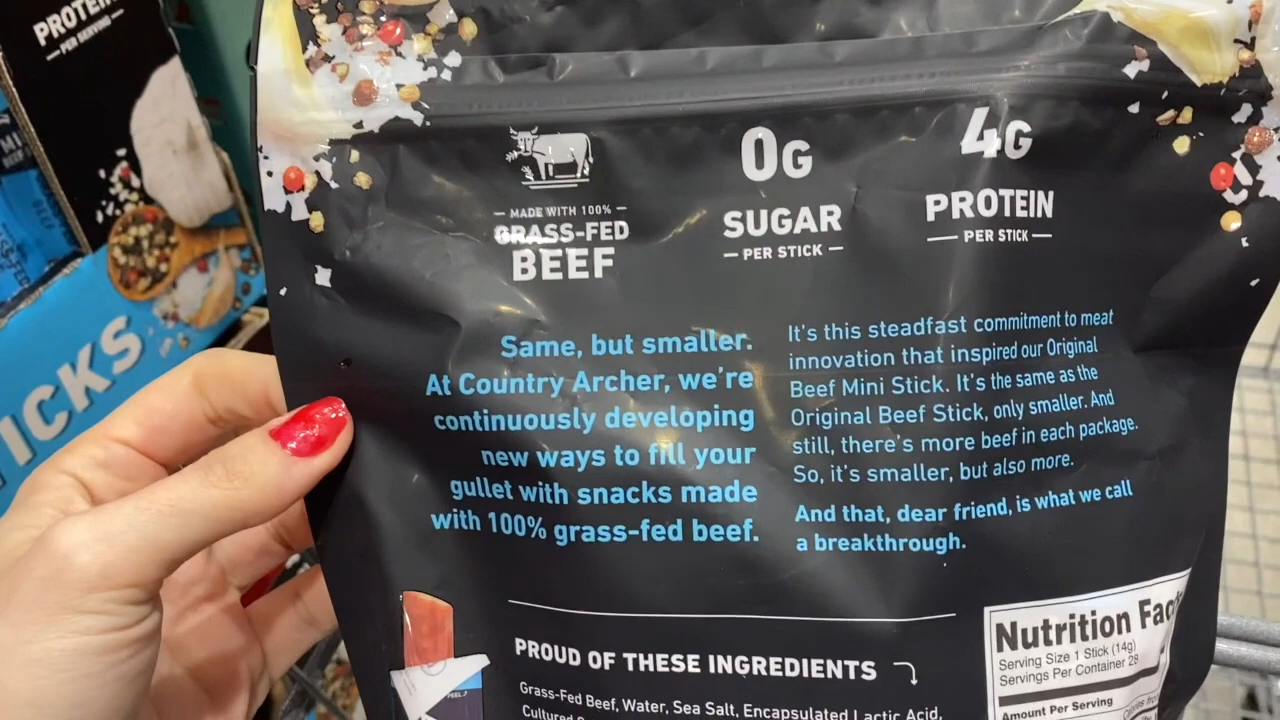 PROTEIN
PER SERVING
STICKS
MADE WITH 100%
GRASS-FED
BEEF
0G
SUGAR
PER STICK
4G
PROTEIN
PER STICK
Same, but smaller.
At Country Archer, we're
continuously developing
new ways to fill your
gullet with snacks made
with 100% grass-fed beef.
It's this steadfast commitment to meat
innovation that inspired our Original
Beef Mini Stick. It's the same as the
Original Beef Stick, only smaller. And
still, there's more beef in each package.
So, it's smaller, but also more.
And that, dear friend, is what we call
a breakthrough.
PROUD OF THESE INGREDIENTS
Grass-Fed Beef, Water, Sea Salt, Encapsulated Lactic Acid,
Cultured
PEEL
Nutrition Fac
Serving Size 1 Stick (14g)
Servings Per Container 28
Amount Per Serving
Calories